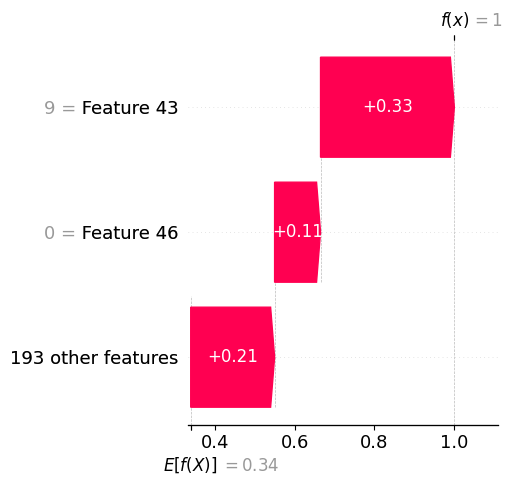 f(x) = 1
9 = Feature 43
+0.33
0 = Feature 46
+0.11
193 other features
+0.21
0.4 0.6 0.8 1.0
E[f(X)] = 0.34